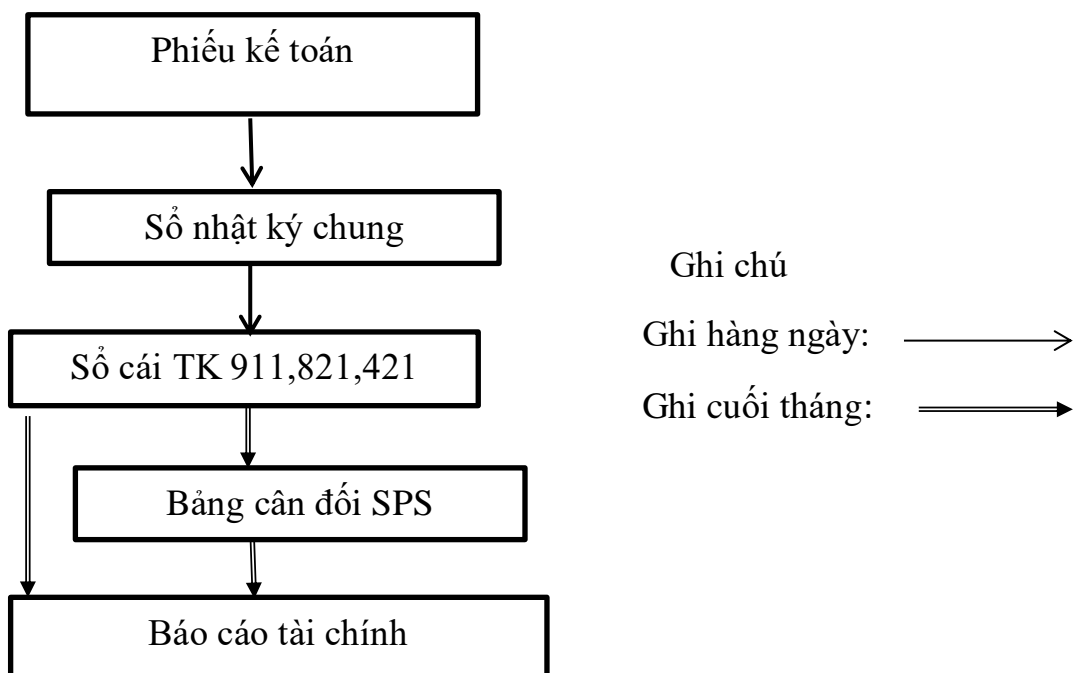 Phiếu kế toán
Sổ nhật ký chung
Ghi chú
Ghi hàng ngày:
Sổ cái TK 911,821,421
Ghi cuối tháng:
Bảng cân đối SPS
Báo cáo tài chính